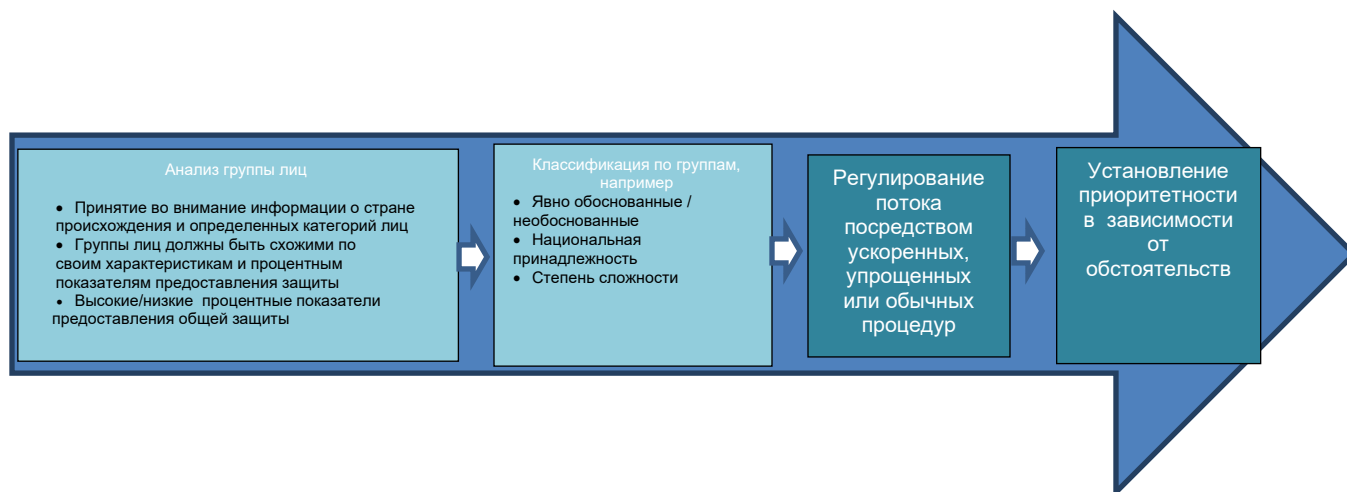 Анализ группы лиц
• Принятие во внимание информации о стране
происхождения и определенных категорий лиц
• Группы лиц должны быть схожими по
своим характеристикам и процентным
показателям предоставления защиты
• Высокие/низкие процентные показатели
предоставления общей защиты
Классификация по группам,
например
• Явно обоснованные /
необоснованные
• Национальная
принадлежность
• Степень сложности
Регулирование
потока
посредством
ускоренных,
упрощенных
или обычных
процедур
Установление
приоритетности
в зависимости
от
обстоятельств